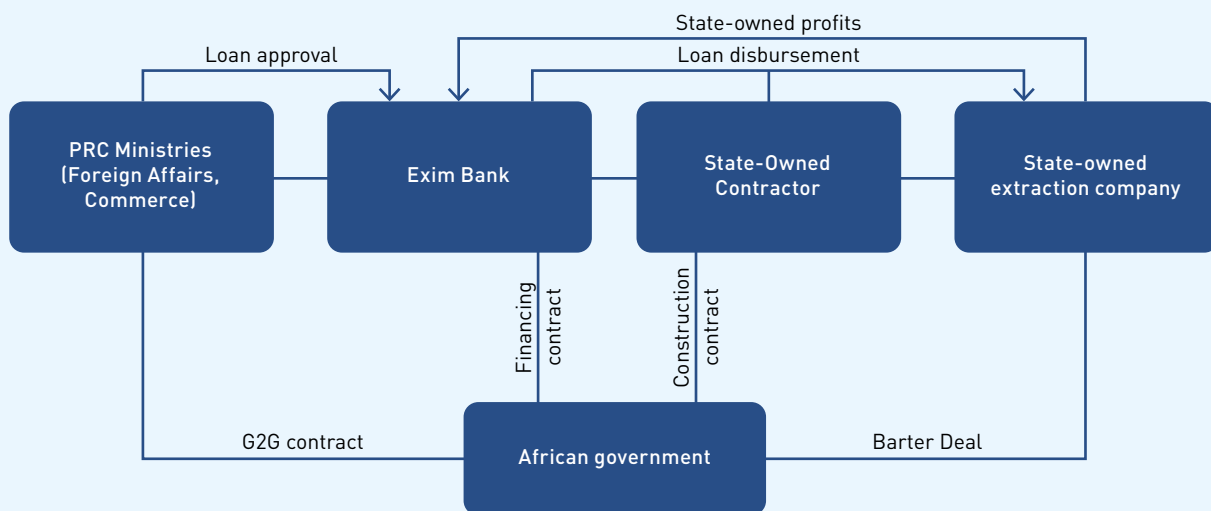 State-owned profits
Loan approval
Loan disbursement
PRC Ministries
(Foreign Affairs,
Commerce)
Exim Bank
State-Owned
Contractor
State-owned
extraction company
Financing
contract
Construction
contract
G2G contract
African government
Barter Deal